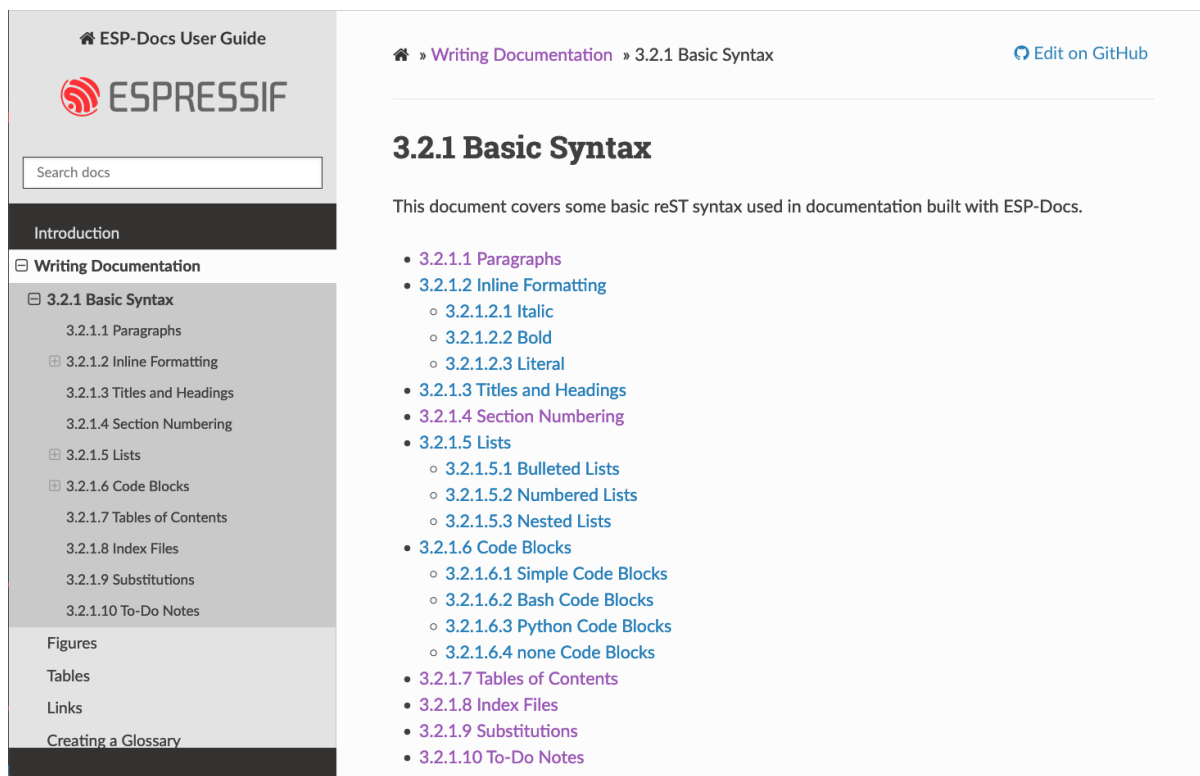 ESP-Docs User Guide
ESPRESSIF
Search docs
Introduction
Writing Documentation
3.2.1 Basic Syntax
3.2.1.1 Paragraphs
3.2.1.2 Inline Formatting
3.2.1.3 Titles and Headings
3.2.1.4 Section Numbering
3.2.1.5 Lists
3.2.1.6 Code Blocks
3.2.1.7 Tables of Contents
3.2.1.8 Index Files
3.2.1.9 Substitutions
3.2.1.10 To-Do Notes
Figures
Tables
Links
Creating a Glossary
» Writing Documentation » 3.2.1 Basic Syntax
Edit on GitHub
3.2.1 Basic Syntax
This document covers some basic reST syntax used in documentation built with ESP-Docs.
• 3.2.1.1 Paragraphs
• 3.2.1.2 Inline Formatting
◦ 3.2.1.2.1 Italic
◦ 3.2.1.2.2 Bold
◦ 3.2.1.2.3 Literal
• 3.2.1.3 Titles and Headings
• 3.2.1.4 Section Numbering
• 3.2.1.5 Lists
◦ 3.2.1.5.1 Bulleted Lists
◦ 3.2.1.5.2 Numbered Lists
◦ 3.2.1.5.3 Nested Lists
• 3.2.1.6 Code Blocks
◦ 3.2.1.6.1 Simple Code Blocks
◦ 3.2.1.6.2 Bash Code Blocks
◦ 3.2.1.6.3 Python Code Blocks
◦ 3.2.1.6.4 none Code Blocks
• 3.2.1.7 Tables of Contents
• 3.2.1.8 Index Files
• 3.2.1.9 Substitutions
• 3.2.1.10 To-Do Notes